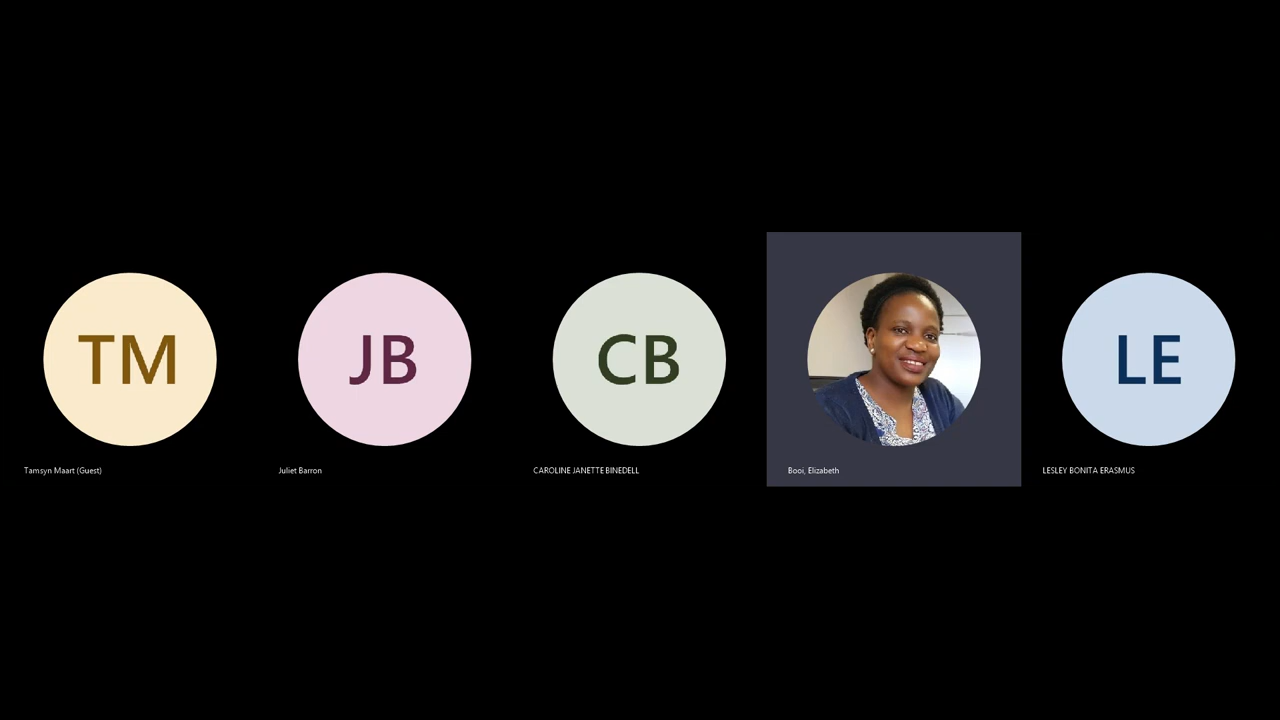 TM
JB
CB
LE
Tamsyn Maart (Guest)
Juliet Barron
CAROLINE JANETTE BINEDELL
Booi, Elizabeth
LESLEY BONITA ERASMUS